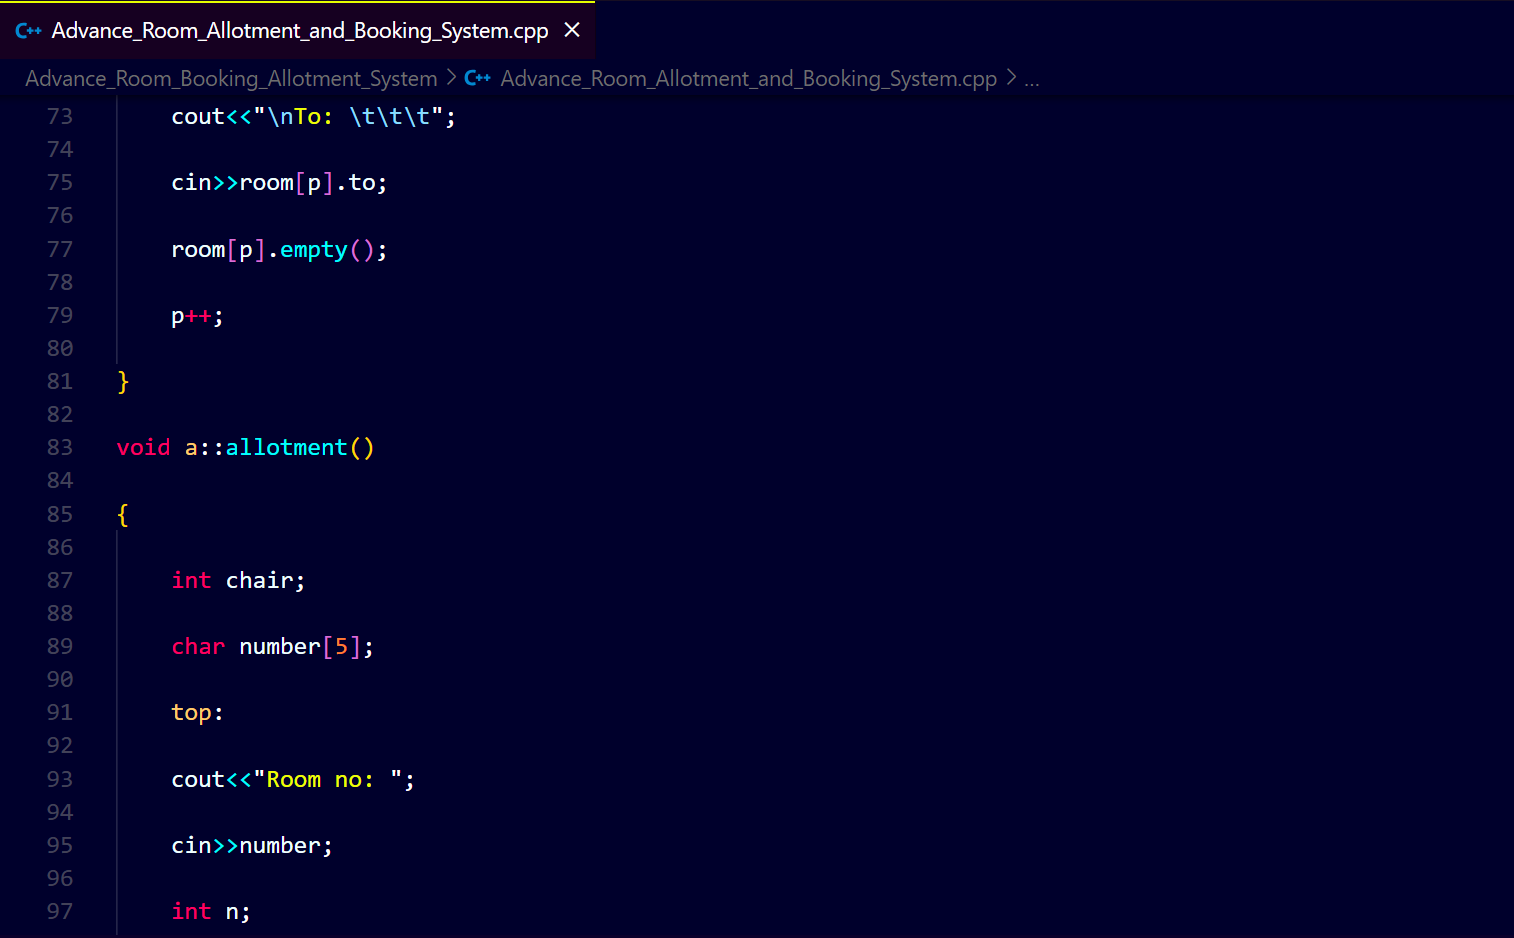 C++ Advance_Room_Allotment_and_Booking_System.cpp ×
Advance_Room_Booking_Allotment_System > C++ Advance_Room_Allotment_and_Booking_System.cpp > ...
73 cout<<"\nTo: \t\t\t";
74
75 cin>>room[p].to;
76
77 room[p].empty();
78
79 p++;
80
81 }
82
83 void a::allotment()
84
85 {
86
87 int chair;
88
89 char number[5];
90
91 top:
92
93 cout<<"Room no: ";
94
95 cin>>number;
96
97 int n;